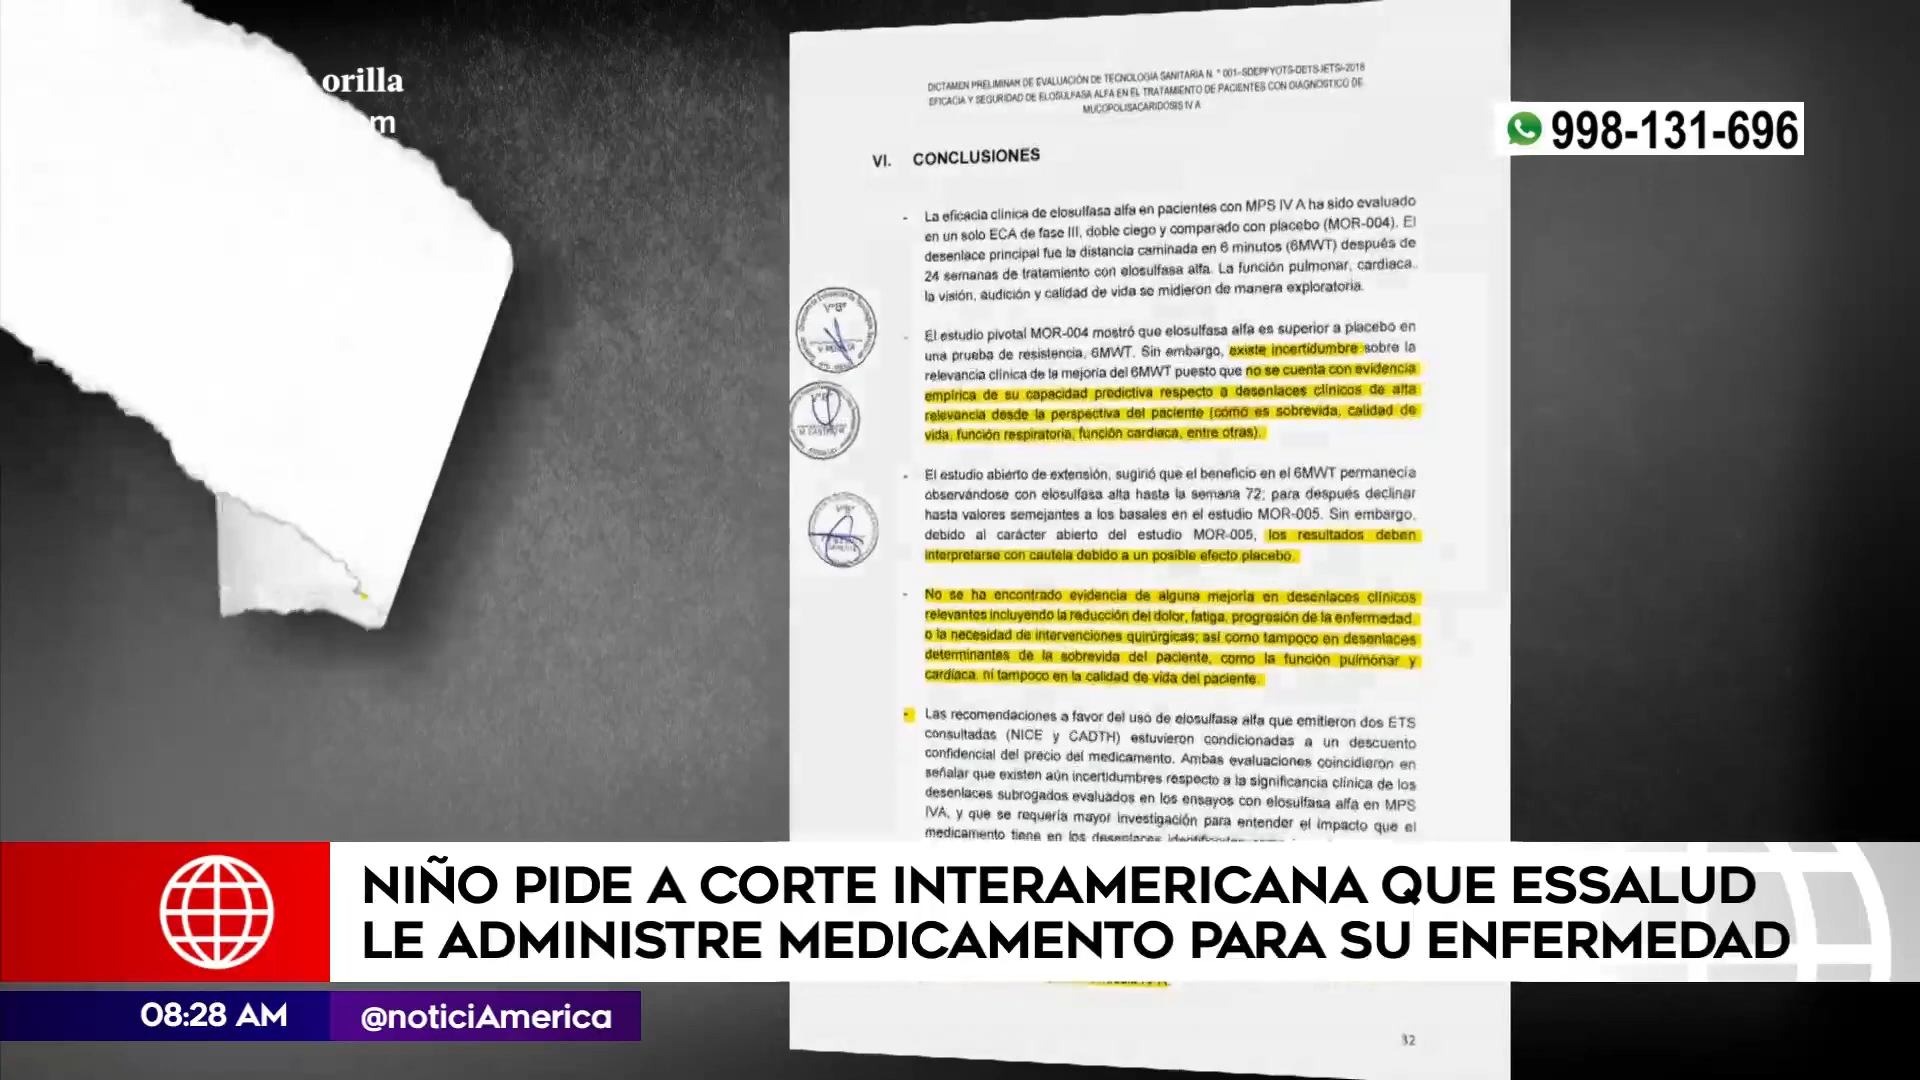 orilla
om
998-131-696
DICTAMEN PRELIMINAR DE EVALUACIÓN DE TECNOLOGÍA SANITARIA N.° 001-SDEPFYOTS-DETS-IETSI-2018
EFICACIA Y SEGURIDAD DE ELOSULFASA ALFA EN EL TRATAMIENTO DE PACIENTES CON DIAGNÓSTICO DE
MUCOPOLISACARIDOSIS IV A
VI. CONCLUSIONES
- La eficacia clínica de elosulfasa alfa en pacientes con MPS IV A ha sido evaluado
en un solo ECA de fase III, doble ciego y comparado con placebo (MOR-004). El
desenlace principal fue la distancia caminada en 6 minutos (6MWT) después de
24 semanas de tratamiento con elosulfasa alfa. La función pulmonar, cardiaca,
la visión, audición y calidad de vida se midieron de manera exploratoria.
- El estudio pivotal MOR-004 mostró que elosulfasa alfa es superior a placebo en
una prueba de resistencia, 6MWT. Sin embargo, existe incertidumbre sobre la
relevancia clínica de la mejoría del 6MWT puesto que no se cuenta con evidencia
empírica de su capacidad predictiva respecto a desenlaces clínicos de alta
relevancia desde la perspectiva del paciente (como es sobrevida, calidad de
vida, función respiratoria, función cardiaca, entre otras).
- El estudio abierto de extensión, sugirió que el beneficio en el 6MWT permanecía
observándose con elosulfasa alta hasta la semana 72; para después declinar
hasta valores semejantes a los basales en el estudio MOR-005. Sin embargo,
debido al carácter abierto del estudio MOR-005, los resultados deben
interpretarse con cautela debido a un posible efecto placebo.
- No se ha encontrado evidencia de alguna mejoría en desenlaces clínicos
relevantes incluyendo la reducción del dolor, fatiga, progresión de la enfermedad,
o la necesidad de intervenciones quirúrgicas; así como tampoco en desenlaces
determinantes de la sobrevida del paciente, como la función pulmonar y
cardíaca, ni tampoco en la calidad de vida del paciente.
- Las recomendaciones a favor del uso de elosulfasa alfa que emitieron dos ETS
consultadas (NICE y CADTH) estuvieron condicionadas a un descuento
confidencial del precio del medicamento. Ambas evaluaciones coincidieron en
señalar que existen aún incertidumbres respecto a la significancia clínica de los
desenlaces subrogados evaluados en los ensayos con elosulfasa alfa en MPS
IVA, y que se requería mayor investigación para entender el impacto que el
medicamento tiene en los desenlaces
NIÑO PIDE A CORTE INTERAMERICANA QUE ESSALUD
LE ADMINISTRE MEDICAMENTO PARA SU ENFERMEDAD
08:28 AM
@noticiAmerica
32